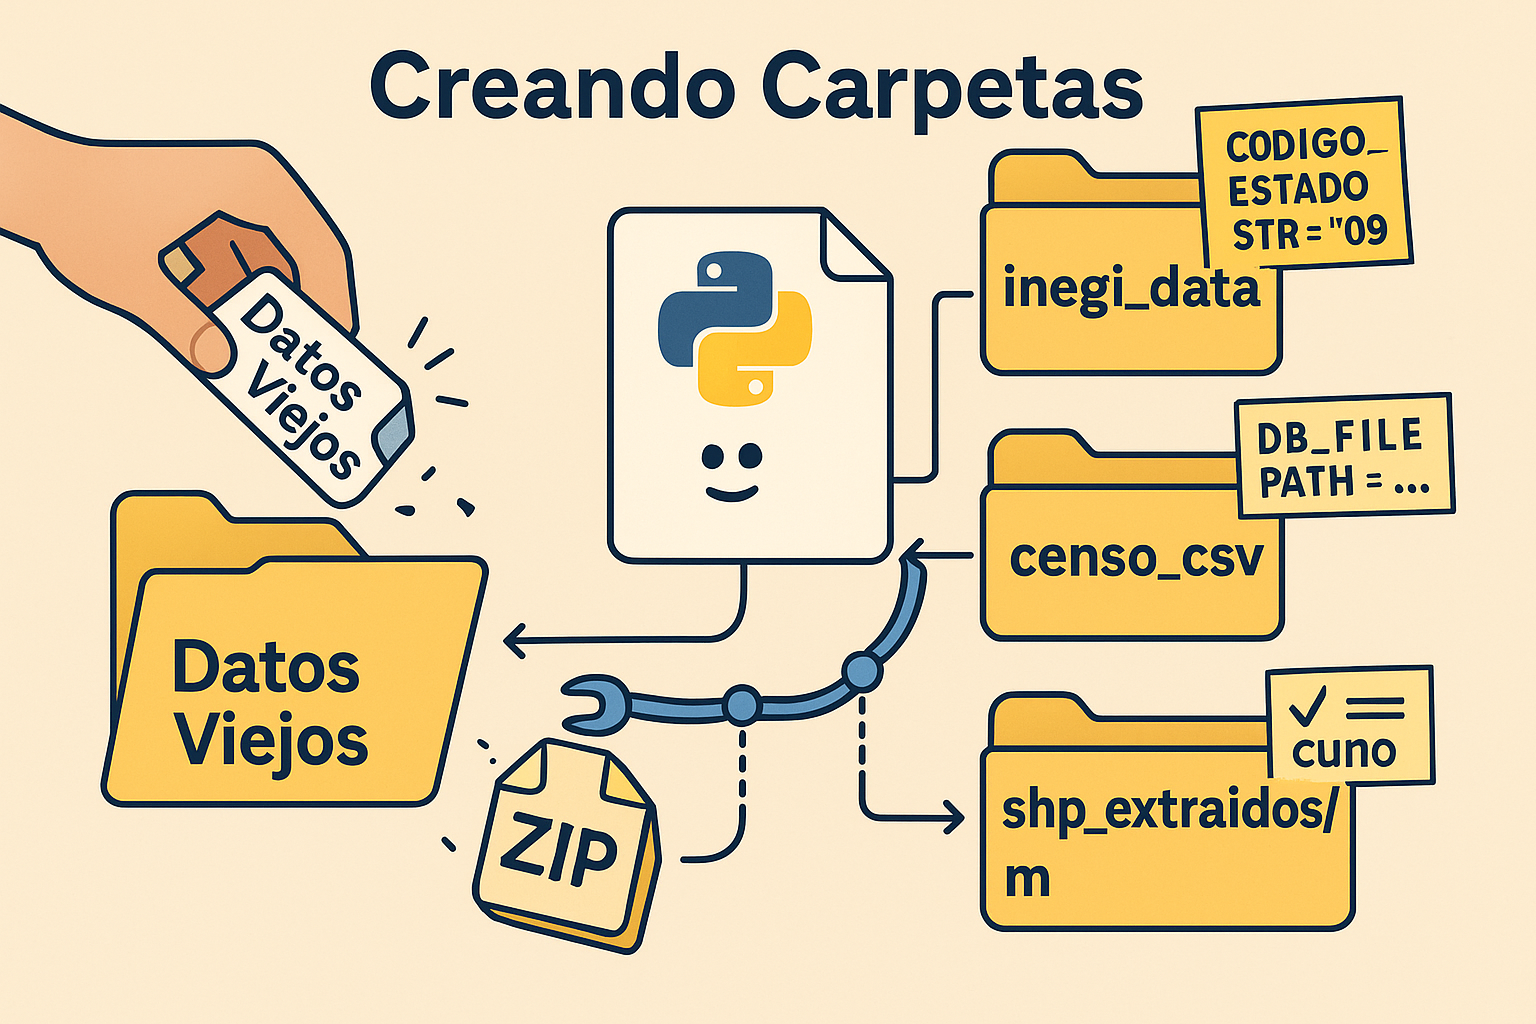 Creando Carpetas
Datos
Viejos
Datos
Viejos
ZIP
CODIGO_
ESTADO
STR="09
inegi_data
DB_FILE
PATH = ...
censo_csv
✓ =
cuno
shp_extraidos/
m